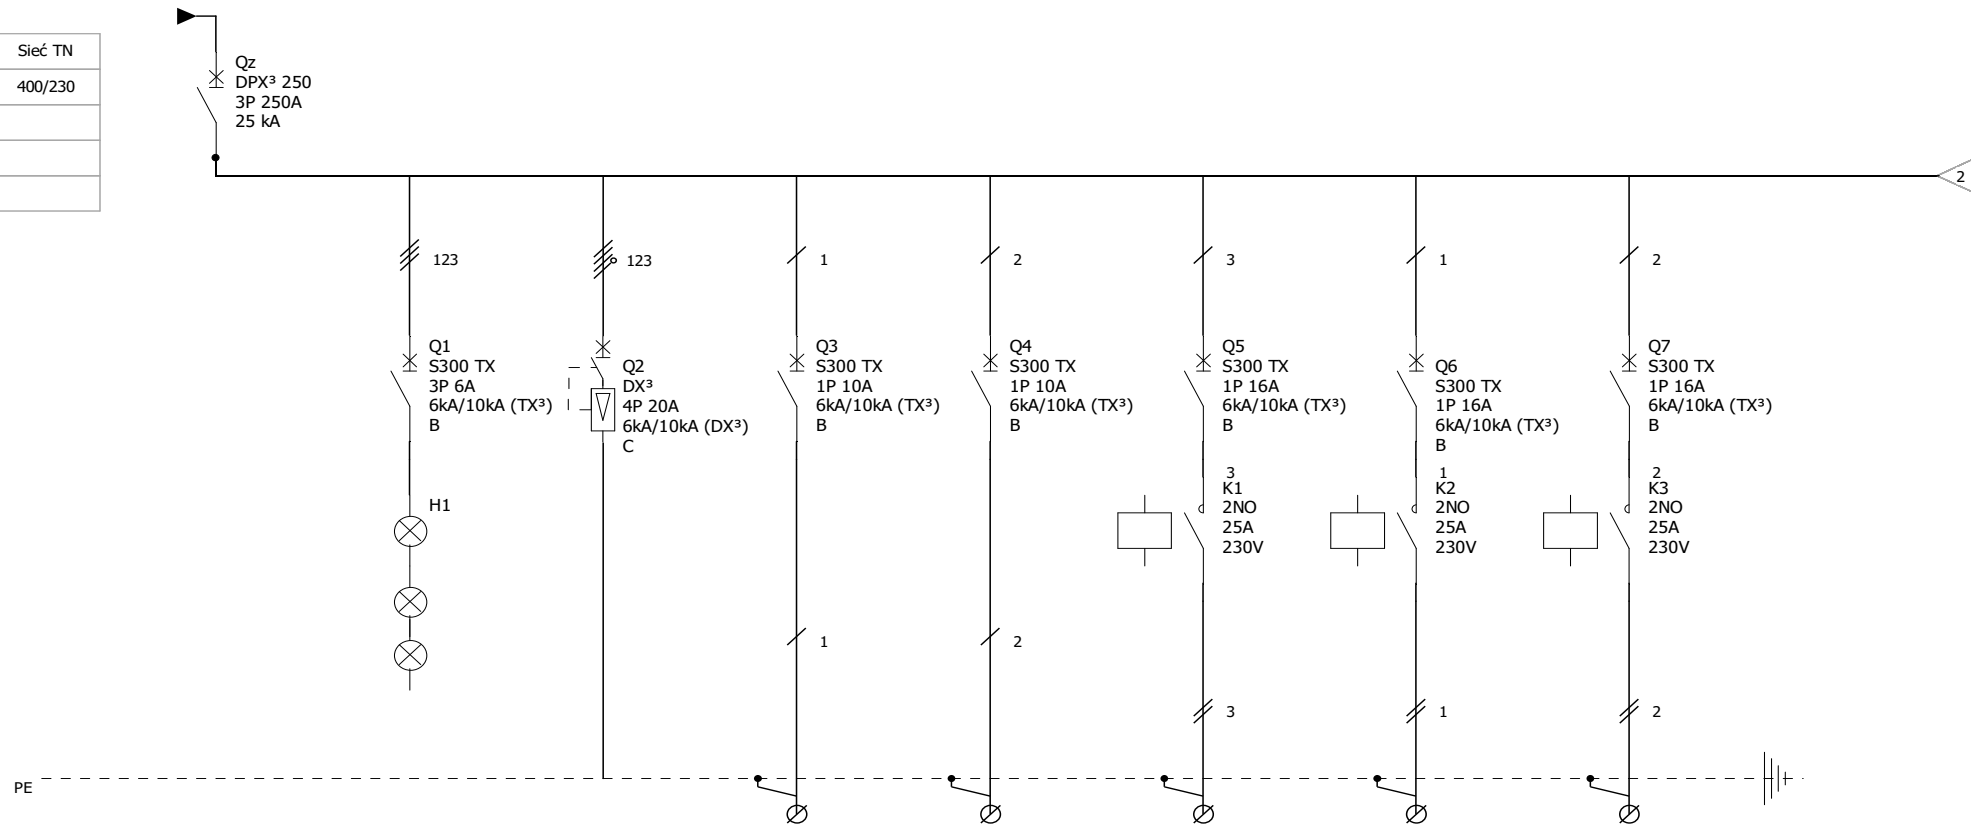 Sieć TN
400/230
Qz
DPX³ 250
3P 250A
25 kA
2
123
123
1
2
3
1
2
Q1
S300 TX
3P 6A
6kA/10kA (TX³)
B
Q2
DX³
4P 20A
6kA/10kA (DX³)
C
Q3
S300 TX
1P 10A
6kA/10kA (TX³)
B
Q4
S300 TX
1P 10A
6kA/10kA (TX³)
B
Q5
S300 TX
1P 16A
6kA/10kA (TX³)
B
Q6
S300 TX
1P 16A
6kA/10kA (TX³)
B
Q7
S300 TX
1P 16A
6kA/10kA (TX³)
B
H1
3
K1
2NO
25A
230V
1
K2
2NO
25A
230V
2
K3
2NO
25A
230V
1
2
3
1
2
PE